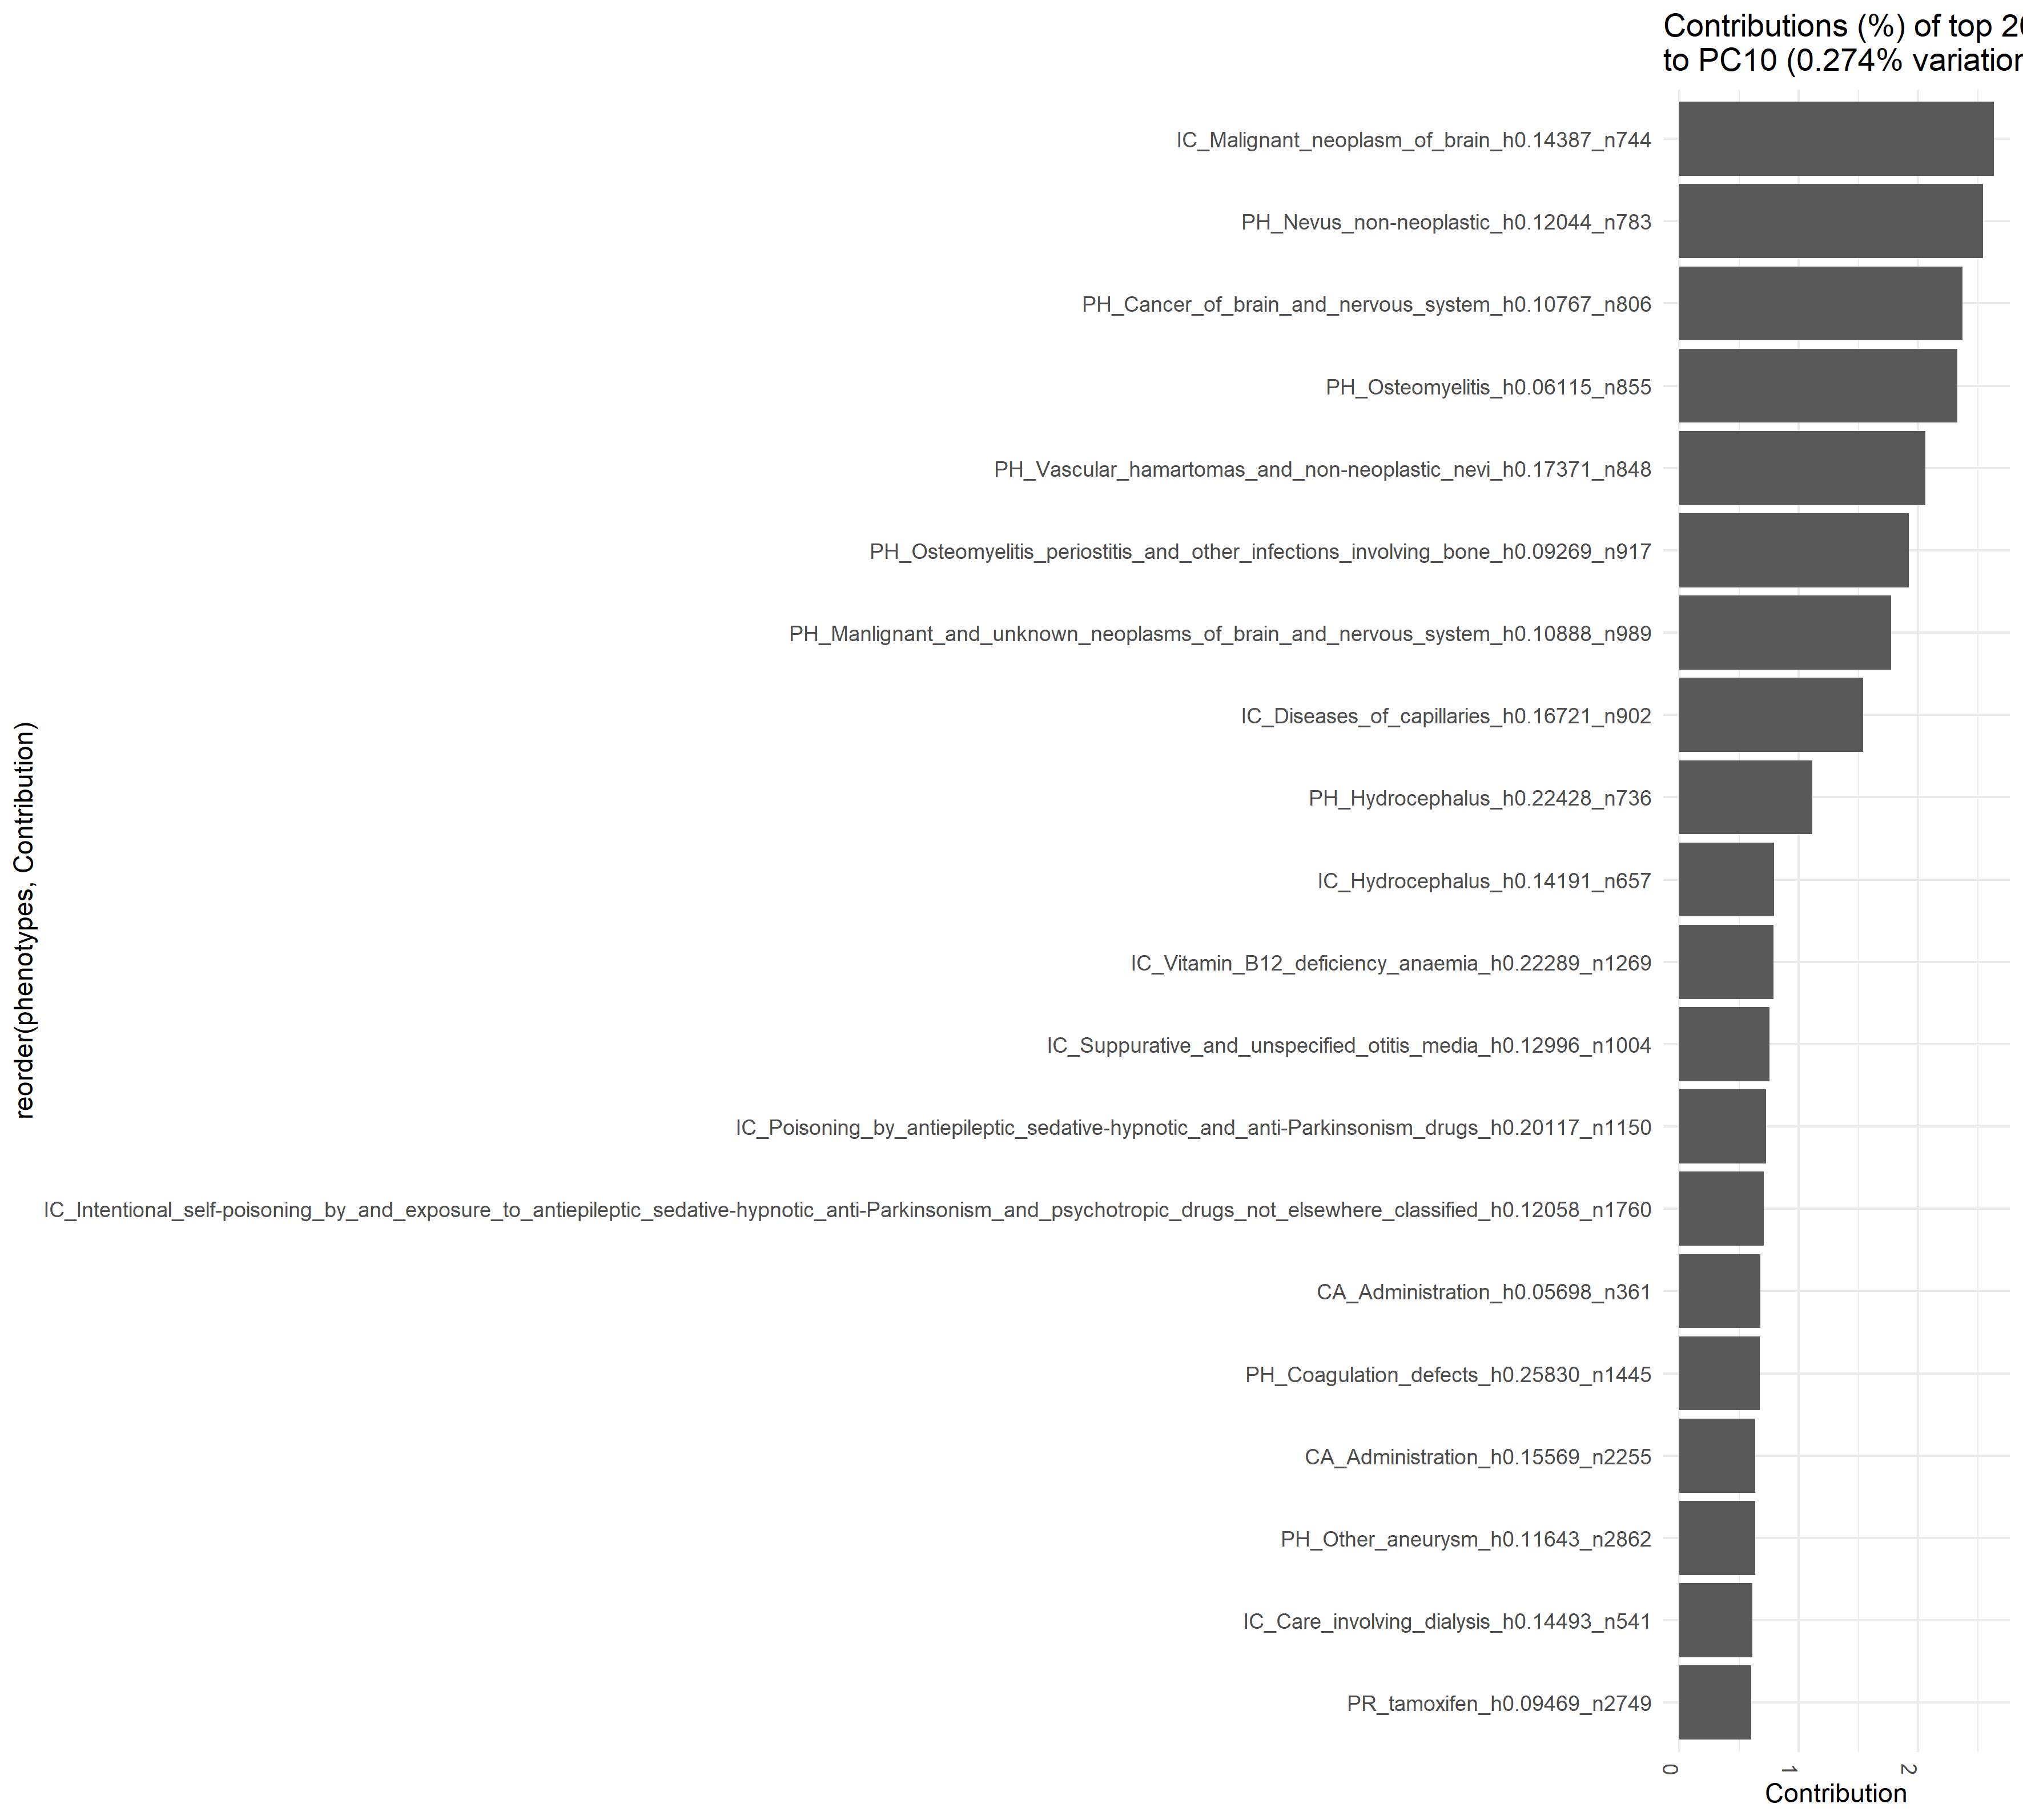 Contributions (%) of top 20
to PC10 (0.274% variation
IC_Malignant_neoplasm_of_brain_h0.14387_n744
PH_Nevus_non-neoplastic_h0.12044_n783
PH_Cancer_of_brain_and_nervous_system_h0.10767_n806
PH_Osteomyelitis_h0.06115_n855
PH_Vascular_hamartomas_and_non-neoplastic_nevi_h0.17371_n848
PH_Osteomyelitis_periostitis_and_other_infections_involving_bone_h0.09269_n917
PH_Manlignant_and_unknown_neoplasms_of_brain_and_nervous_system_h0.10888_n989
IC_Diseases_of_capillaries_h0.16721_n902
PH_Hydrocephalus_h0.22428_n736
IC_Hydrocephalus_h0.14191_n657
IC_Vitamin_B12_deficiency_anaemia_h0.22289_n1269
IC_Suppurative_and_unspecified_otitis_media_h0.12996_n1004
IC_Poisoning_by_antiepileptic_sedative-hypnotic_and_anti-Parkinsonism_drugs_h0.20117_n1150
IC_Intentional_self-poisoning_by_and_exposure_to_antiepileptic_sedative-hypnotic_anti-Parkinsonism_and_psychotropic_drugs_not_elsewhere_classified_h0.12058_n1760
CA_Administration_h0.05698_n361
PH_Coagulation_defects_h0.25830_n1445
CA_Administration_h0.15569_n2255
PH_Other_aneurysm_h0.11643_n2862
IC_Care_involving_dialysis_h0.14493_n541
PR_tamoxifen_h0.09469_n2749
reorder(phenotypes, Contribution)
0 1 2
Contribution